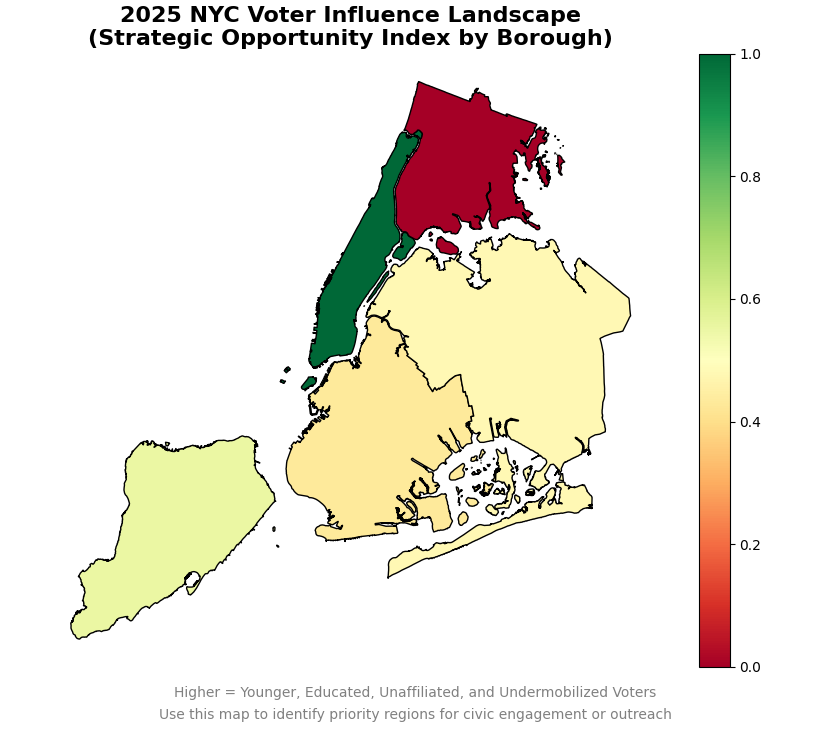 2025 NYC Voter Influence Landscape
(Strategic Opportunity Index by Borough)
1.0
0.8
0.6
0.4
0.2
0.0
Higher = Younger, Educated, Unaffiliated, and Undermobilized Voters
Use this map to identify priority regions for civic engagement or outreach